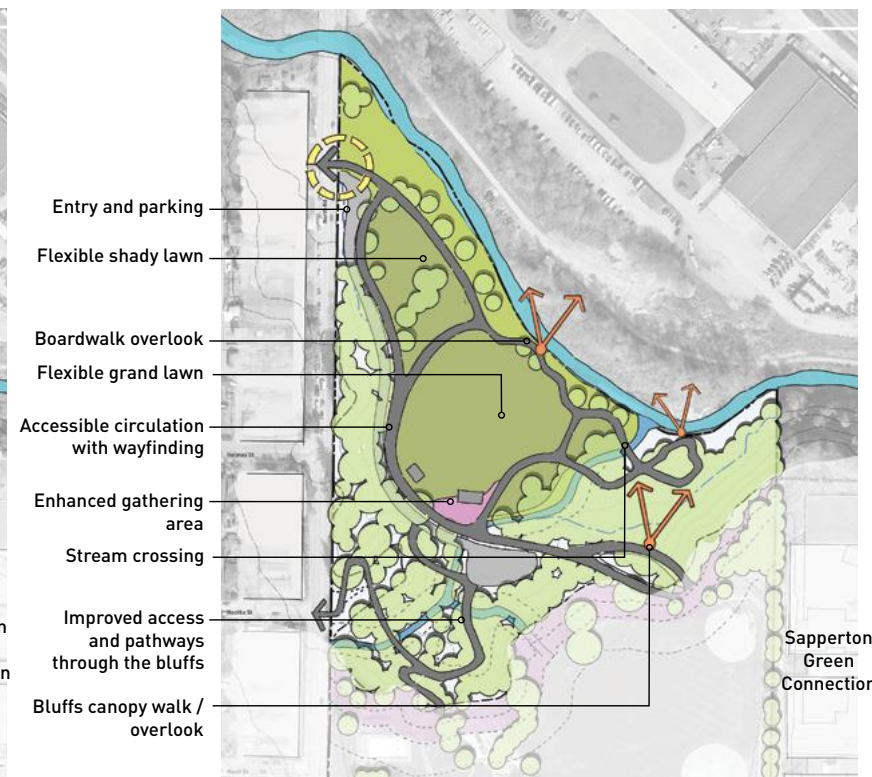 Entry and parking
Flexible shady lawn
Boardwalk overlook
Flexible grand lawn
Accessible circulation
with wayfinding
Enhanced gathering
area
Stream crossing
Improved access
and pathways
through the bluffs
Bluffs canopy walk /
overlook
Sapperton
Green
Connection
n
n